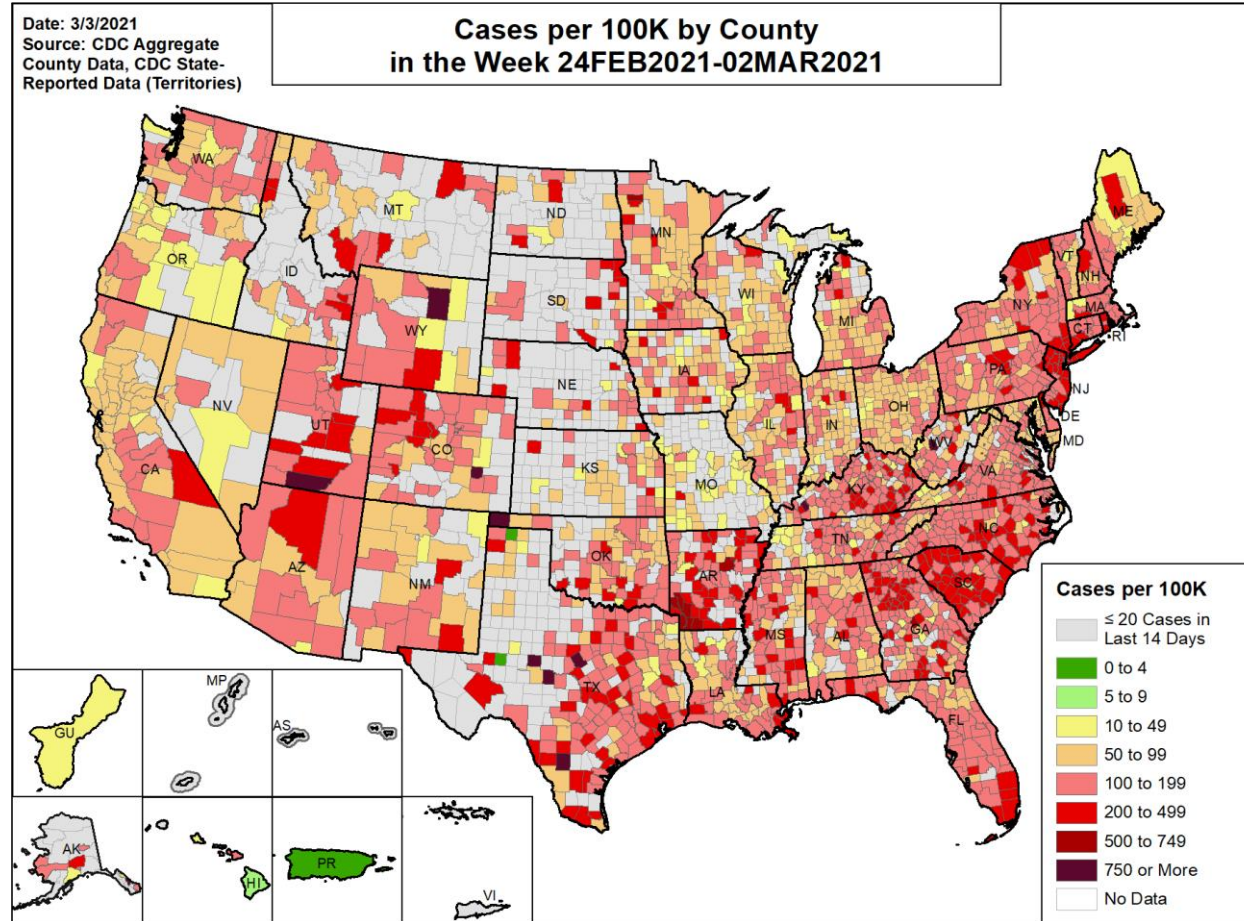 Date: 3/3/2021
Source: CDC Aggregate
County Data, CDC State-
Reported Data (Territories)
Cases per 100K by County
in the Week 24FEB2021-02MAR2021
WA
MT
ND
MN
ME
OR
ID
SD
WI
MI
VT
NH
NY
MA
CT
RI
WY
NE
IA
PA
NJ
NV
UT
CO
KS
MO
IL
IN
OH
WV
DE
MD
VA
KY
CA
AZ
NM
OK
AR
TN
NC
SC
MS
AL
GA
TX
LA
FL
GU
MP
AS
AK
HI
PR
VI
Cases per 100K
≤ 20 Cases in
Last 14 Days
0 to 4
5 to 9
10 to 49
50 to 99
100 to 199
200 to 499
500 to 749
750 or More
No Data